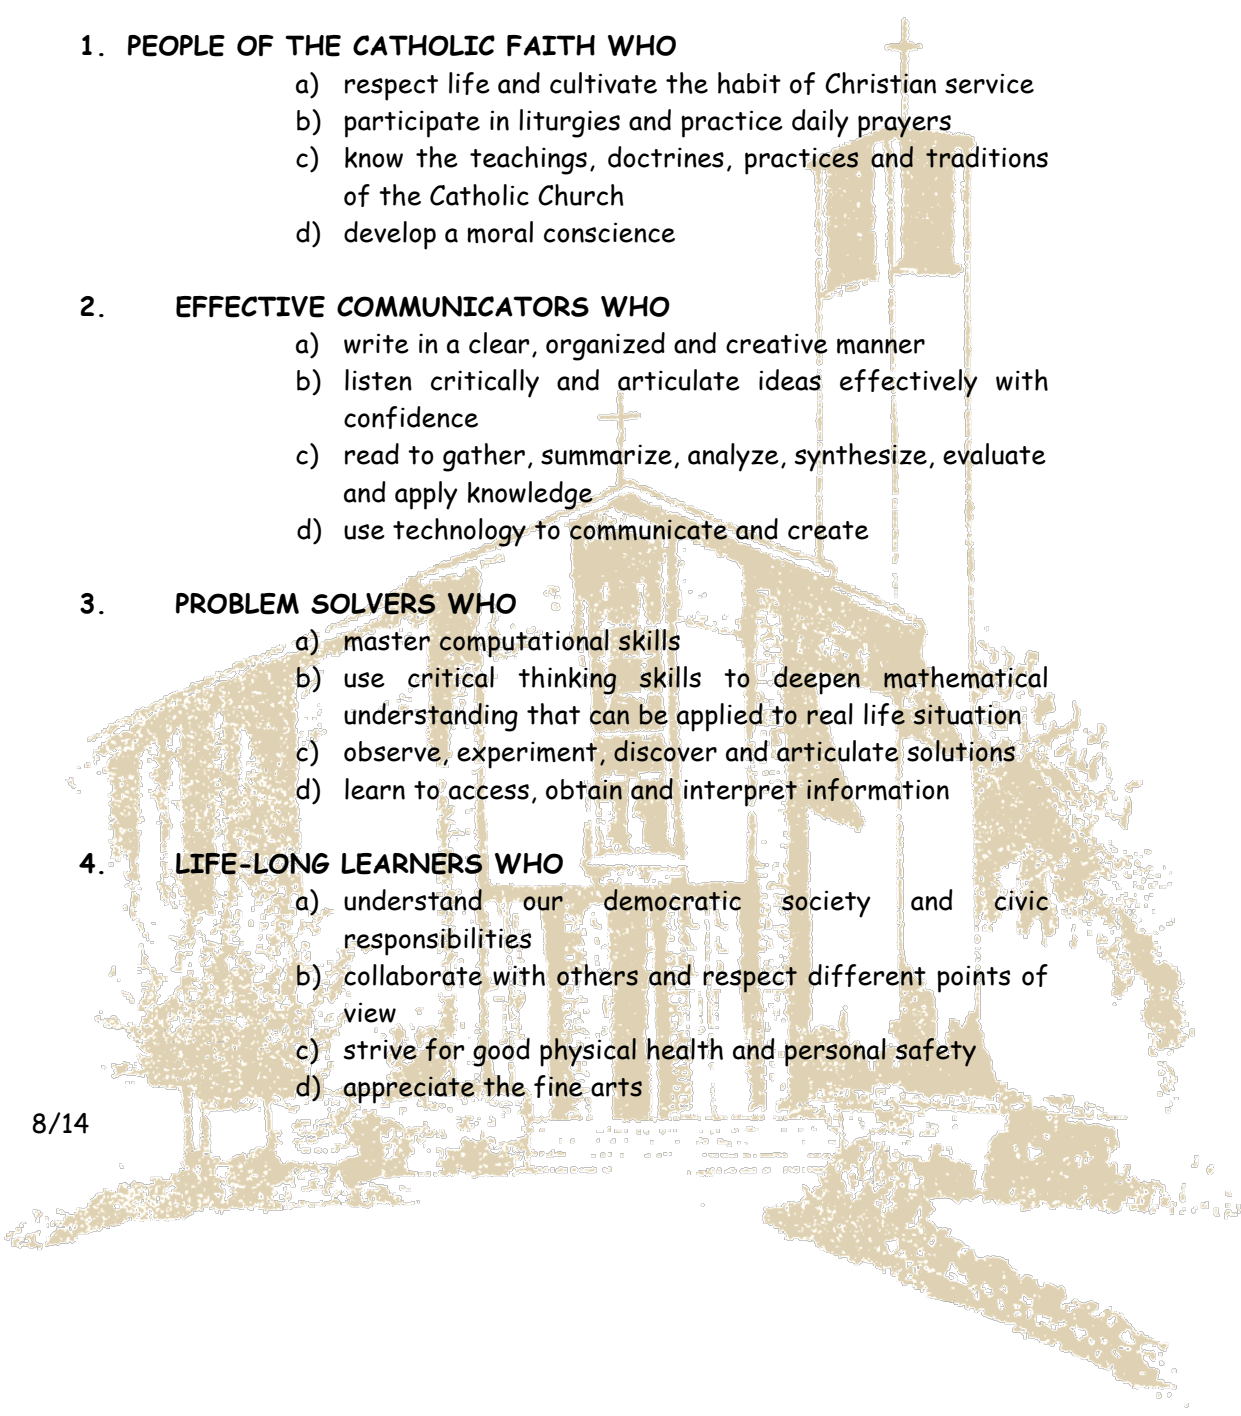 1. PEOPLE OF THE CATHOLIC FAITH WHO
a) respect life and cultivate the habit of Christian service
b) participate in liturgies and practice daily prayers
c) know the teachings, doctrines, practices and traditions
of the Catholic Church
d) develop a moral conscience
2. EFFECTIVE COMMUNICATORS WHO
a) write in a clear, organized and creative manner
b) listen critically and articulate ideas effectively with
confidence
c) read to gather, summarize, analyze, synthesize, evaluate
and apply knowledge
d) use technology to communicate and create
3. PROBLEM SOLVERS WHO
a) master computational skills
b) use critical thinking skills to deepen mathematical
understanding that can be applied to real life situation
c) observe, experiment, discover and articulate solutions
d) learn to access, obtain and interpret information
4. LIFE-LONG LEARNERS WHO
a) understand our democratic society and civic
responsibilities
b) collaborate with others and respect different points of
view
c) strive for good physical health and personal safety
d) appreciate the fine arts
8/14